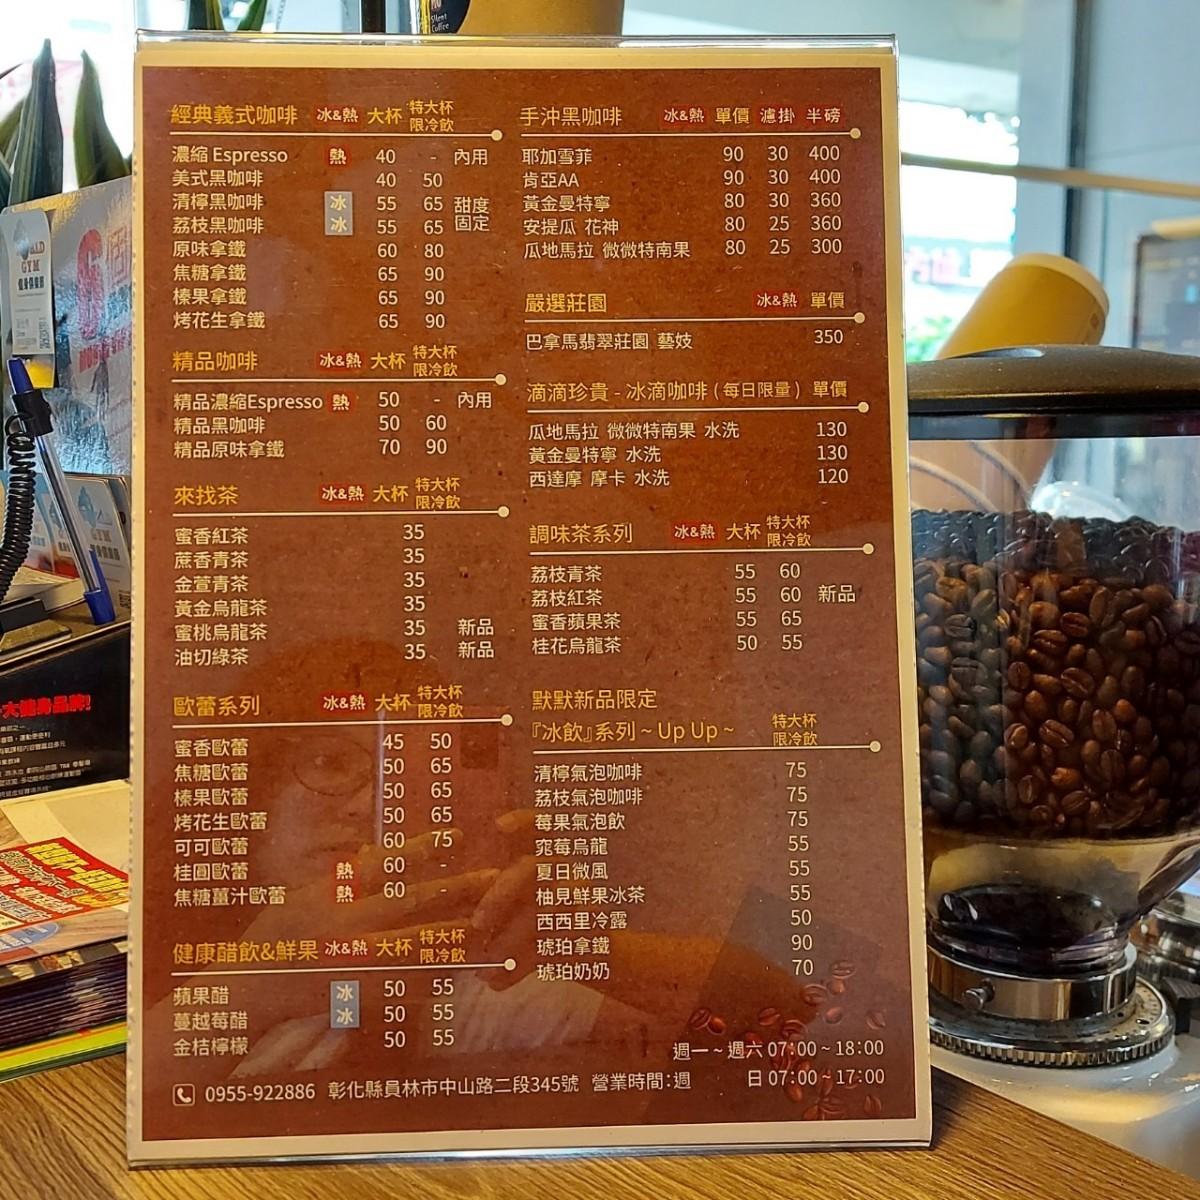 經典義式咖啡 冰&熱 大杯 特大杯 限冷飲
濃縮 Espresso 熱 40 - 內用
美式黑咖啡 40 50
清檸黑咖啡 冰 55 65 甜度
荔枝黑咖啡 冰 55 65 固定
原味拿鐵 60 80
焦糖拿鐵 65 90
榛果拿鐵 65 90
烤花生拿鐵 65 90
精品咖啡 冰&熱 大杯 特大杯 限冷飲
精品濃縮Espresso 熱 50 - 內用
精品黑咖啡 50 60
精品原味拿鐵 70 90
來找茶 冰&熱 大杯 特大杯 限冷飲
蜜香紅茶 35
蔗香青茶 35
金萱青茶 35
黃金烏龍茶 35
蜜桃烏龍茶 35 新品
油切綠茶 35 新品
歐蕾系列 冰&熱 大杯 特大杯 限冷飲
蜜香歐蕾 45 50
焦糖歐蕾 50 65
榛果歐蕾 50 65
烤花生歐蕾 50 65
可可歐蕾 60 75
桂圓歐蕾 熱 60 -
焦糖薑汁歐蕾 熱 60 -
健康醋飲&鮮果 冰&熱 大杯 特大杯 限冷飲
蘋果醋 冰 50 55
蔓越莓醋 冰 50 55
金桔檸檬 50 55
手沖黑咖啡 冰&熱 單價 濾掛 半磅
耶加雪菲 90 30 400
肯亞AA 90 30 400
黃金曼特寧 80 30 360
安提瓜 花神 80 25 360
瓜地馬拉 微微特南果 80 25 300
嚴選莊園 冰&熱 單價
巴拿馬翡翠莊園 藝妓 350
滴滴珍貴 - 冰滴咖啡 ( 每日限量 ) 單價
瓜地馬拉 微微特南果 水洗 130
黃金曼特寧 水洗 130
西達摩 摩卡 水洗 120
調味茶系列 冰&熱 大杯 特大杯 限冷飲
荔枝青茶 55 60
荔枝紅茶 55 60 新品
蜜香蘋果茶 55 65
桂花烏龍茶 50 55
默默新品限定
『冰飲』系列 ~ Up Up ~ 特大杯 限冷飲
清檸氣泡咖啡 75
荔枝氣泡咖啡 75
莓果氣泡飲 75
窕莓烏龍 55
夏日微風 55
柚見鮮果冰茶 55
西西里冷露 50
琥珀拿鐵 90
琥珀奶奶 70
週一 ~ 週六 07:00 ~ 18:00
0955-922886 彰化縣員林市中山路二段345號 營業時間：週 日 07:00 ~ 17:00
GYM